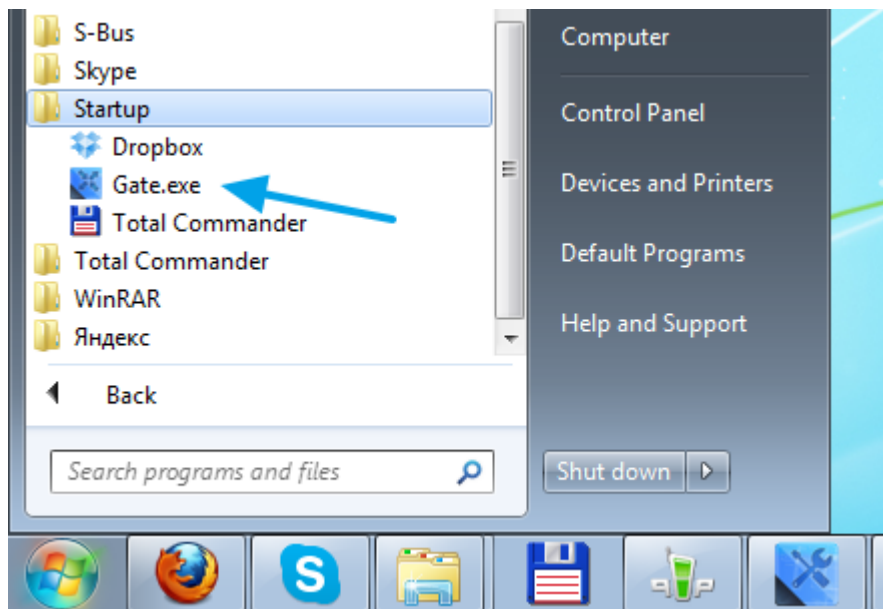 S-Bus
Skype
Startup
Dropbox
Gate.exe
Total Commander
Total Commander
WinRAR
Яндекс
Back
Search programs and files
Computer
Control Panel
Devices and Printers
Default Programs
Help and Support
Shut down